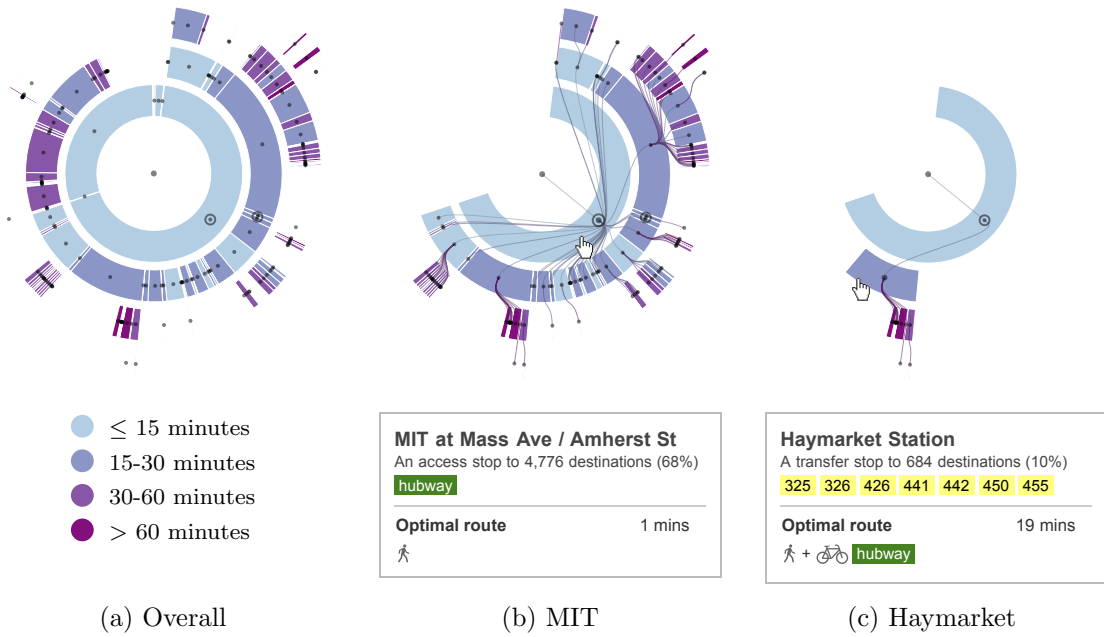 ≤ 15 minutes
15-30 minutes
30-60 minutes
> 60 minutes
MIT at Mass Ave / Amherst St
An access stop to 4,776 destinations (68%)
hubway
Optimal route 1 mins
Haymarket Station
A transfer stop to 684 destinations (10%)
325 326 426 441 442 450 455
Optimal route 19 mins
+ hubway
(a) Overall
(b) MIT
(c) Haymarket